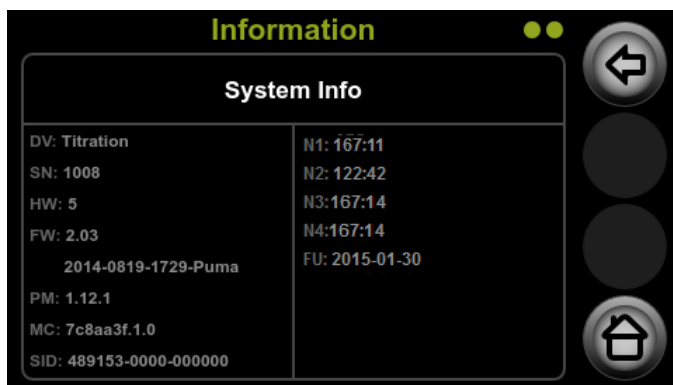 Information
System Info
DV: Titration
SN: 1008
HW: 5
FW: 2.03
2014-0819-1729-Puma
PM: 1.12.1
MC: 7c8aa3f.1.0
SID: 489153-0000-000000
N1: 167:11
N2: 122:42
N3:167:14
N4:167:14
FU: 2015-01-30